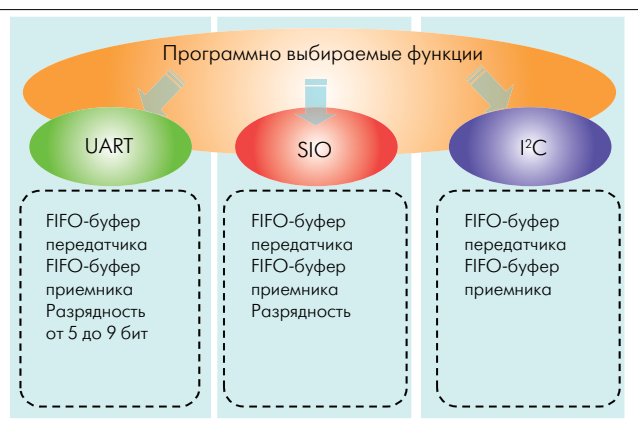 Программно выбираемые функции
UART
FIFO-буфер
передатчика
FIFO-буфер
приемника
Разрядность
от 5 до 9 бит
SIO
FIFO-буфер
передатчика
FIFO-буфер
приемника
Разрядность
I²C
FIFO-буфер
передатчика
FIFO-буфер
приемника